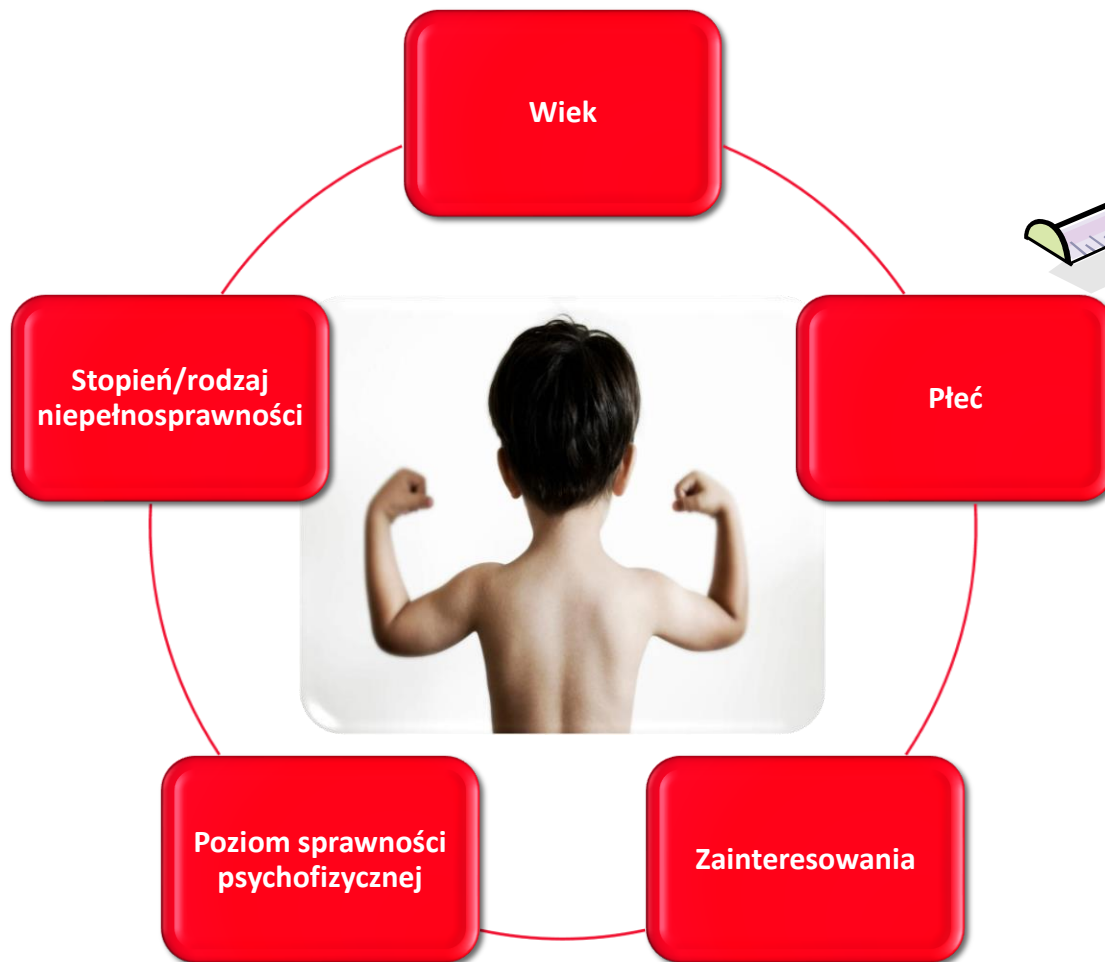 Wiek
Płeć
Zainteresowania
Poziom sprawności
psychofizycznej
Stopień/rodzaj
niepełnosprawności